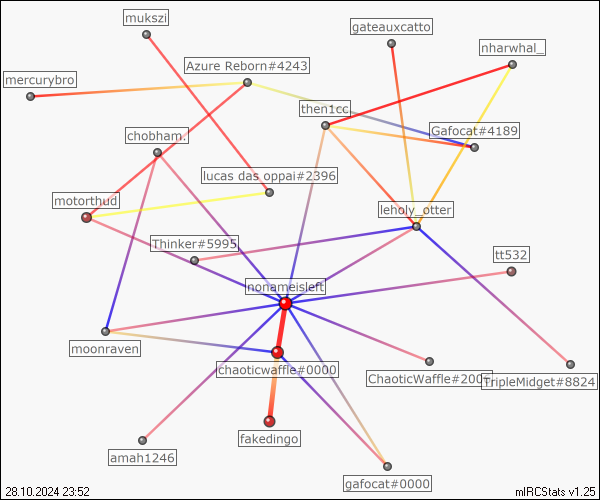 mukszi
gateauxcatto
nharwhal_
Azure Reborn#4243
mercurybro
then1cc
Gafocat#4189
chobham.
lucas das oppai#2396
motorthud
leholy_otter
Thinker#5995
tt532
nonameisleft
moonraven
chaoticwaffle#0000
ChaoticWaffle#200
TripleMidget#8824
fakedingo
amah1246
gafocat#0000
28.10.2024 23:52
mIRCStats v1.25